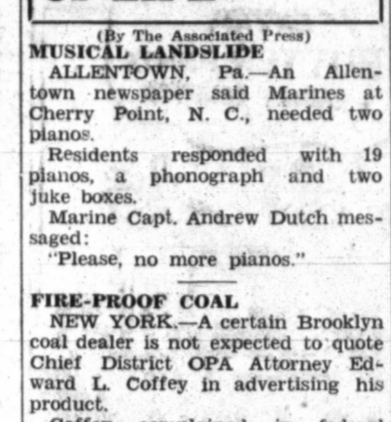 (By The Associated Press)
MUSICAL LANDSLIDE
ALLENTOWN, Pa.—An Allen-
town newspaper said Marines at
Cherry Point, N. C., needed two
pianos.
Residents responded with 19
pianos, a phonograph and two
juke boxes.
Marine Capt. Andrew Dutch mes-
saged:
"Please, no more pianos."
FIRE-PROOF COAL
NEW YORK.—A certain Brooklyn
coal dealer is not expected to quote
Chief District OPA Attorney Ed-
ward L. Coffey in advertising his
product.